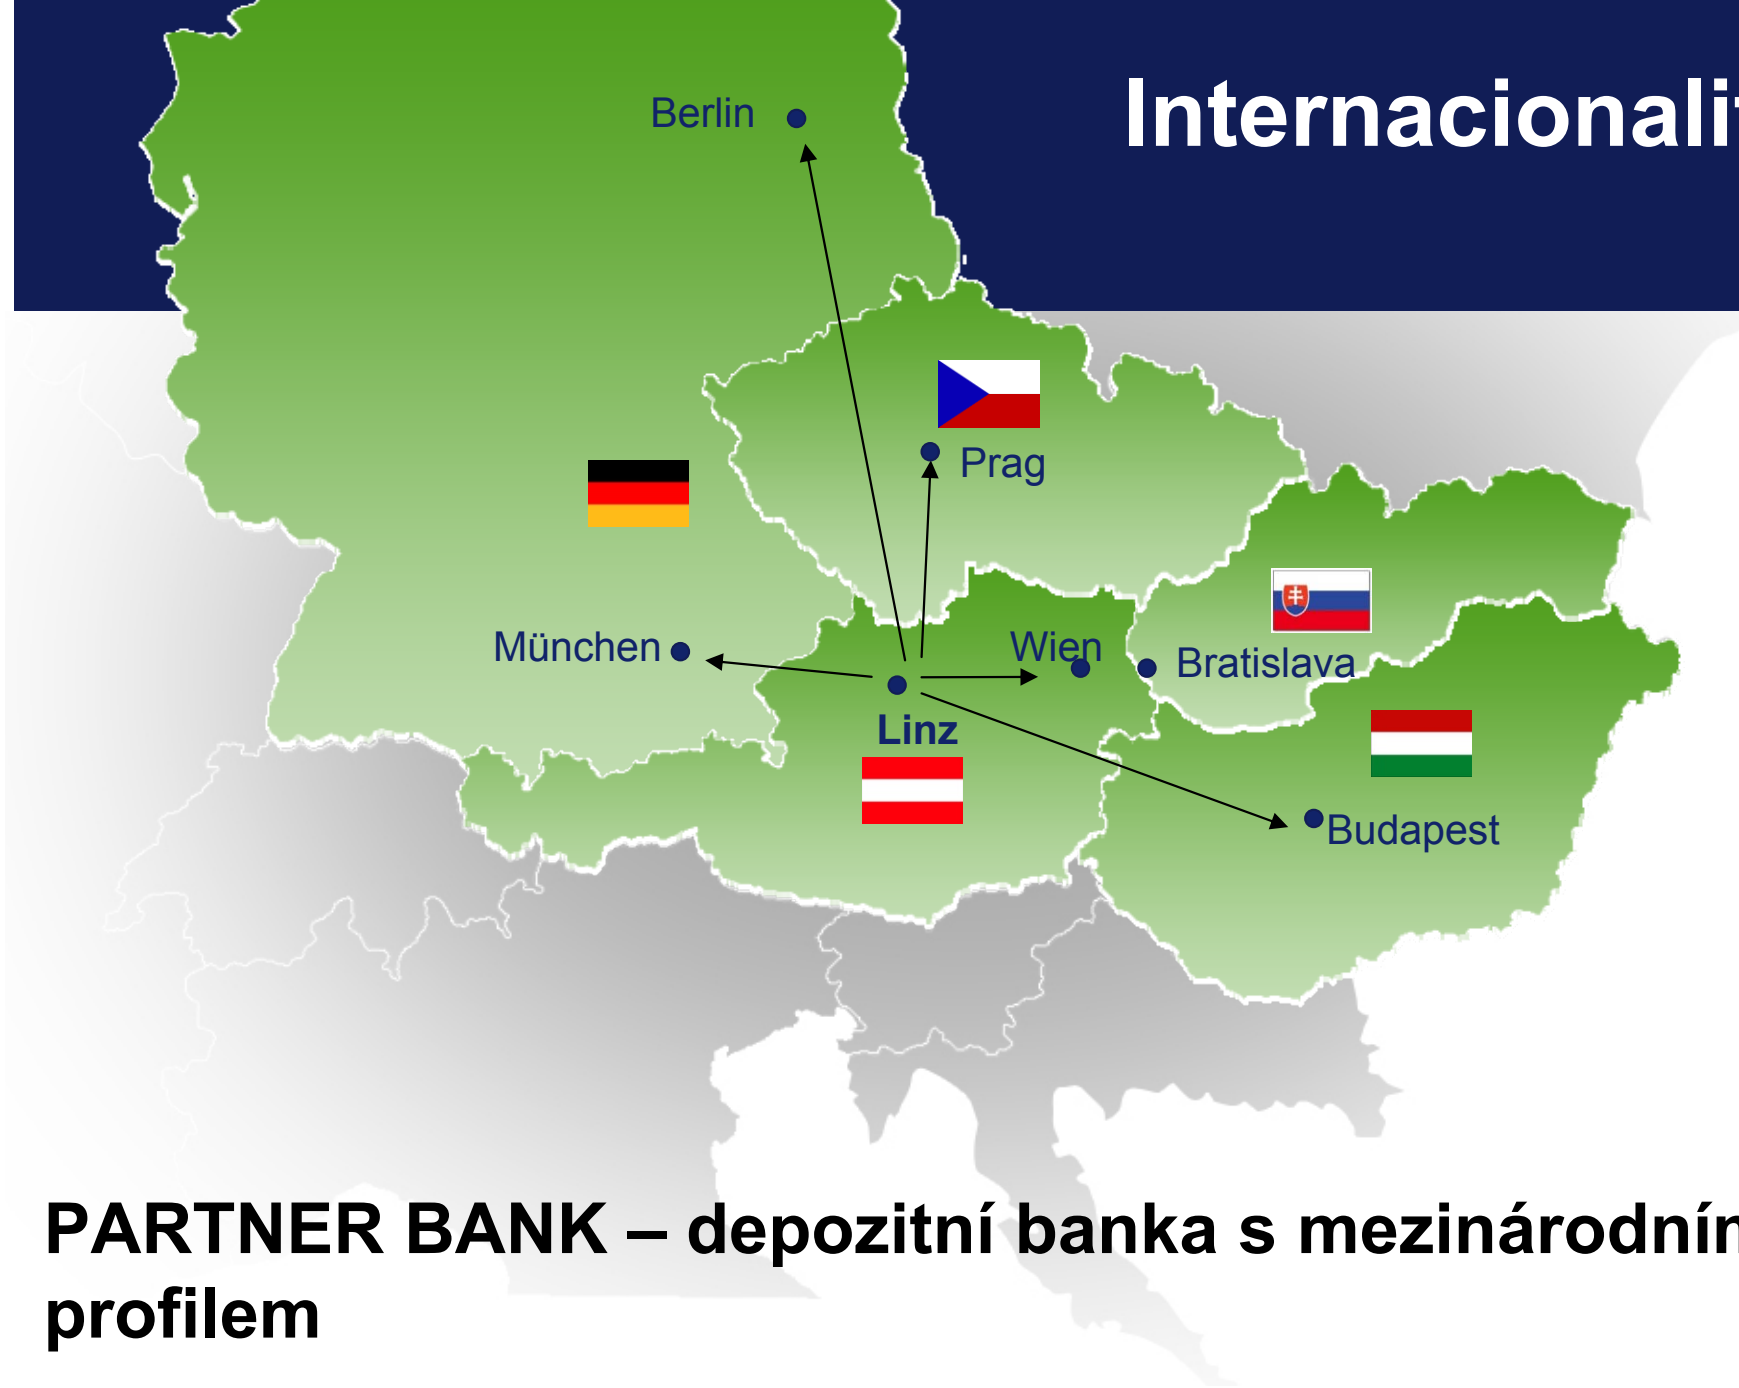 Internacionalit
Berlin
Prag
München
Wien
Bratislava
Linz
Budapest
PARTNER BANK – depozitní banka s mezinárodním
profilem